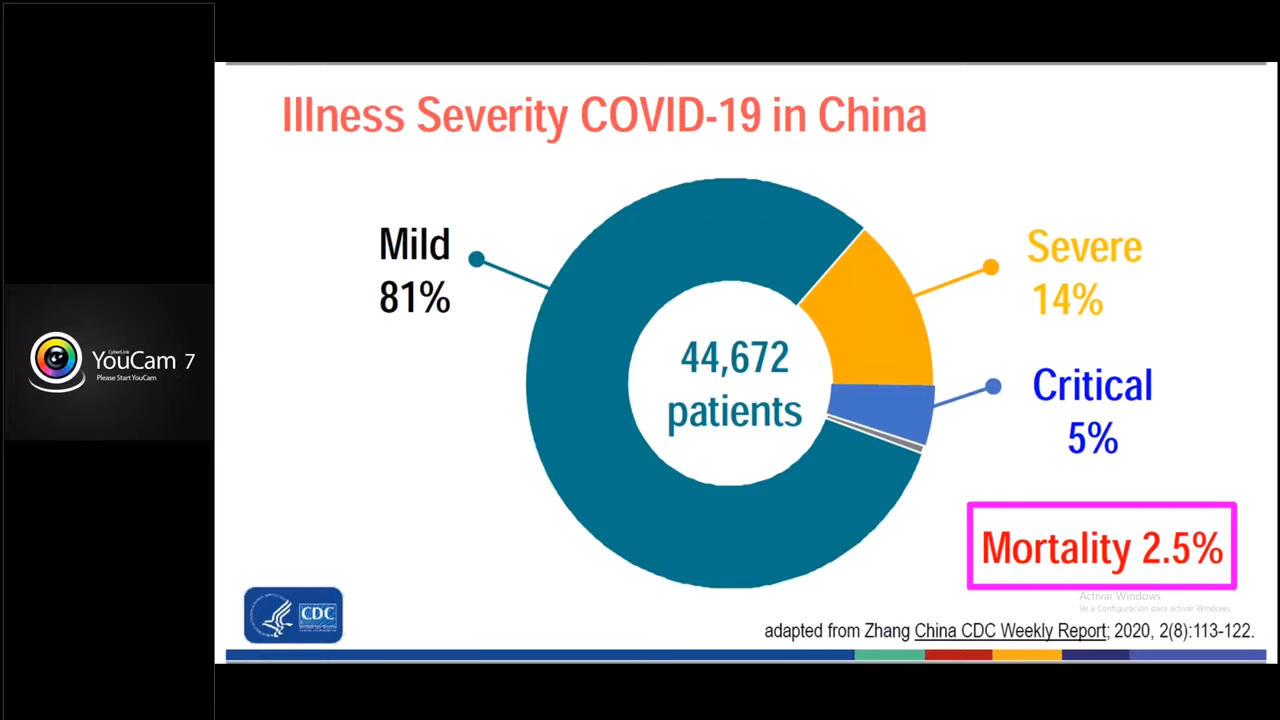 Illness Severity COVID-19 in China
Mild
81%
Severe
14%
44,672
patients
Critical
5%
Mortality 2.5%
CyberLink
YouCam 7
Please Start YouCam
Activar Windows
Ve a Configuración para activar Windows.
CDC
adapted from Zhang China CDC Weekly Report; 2020, 2(8):113-122.